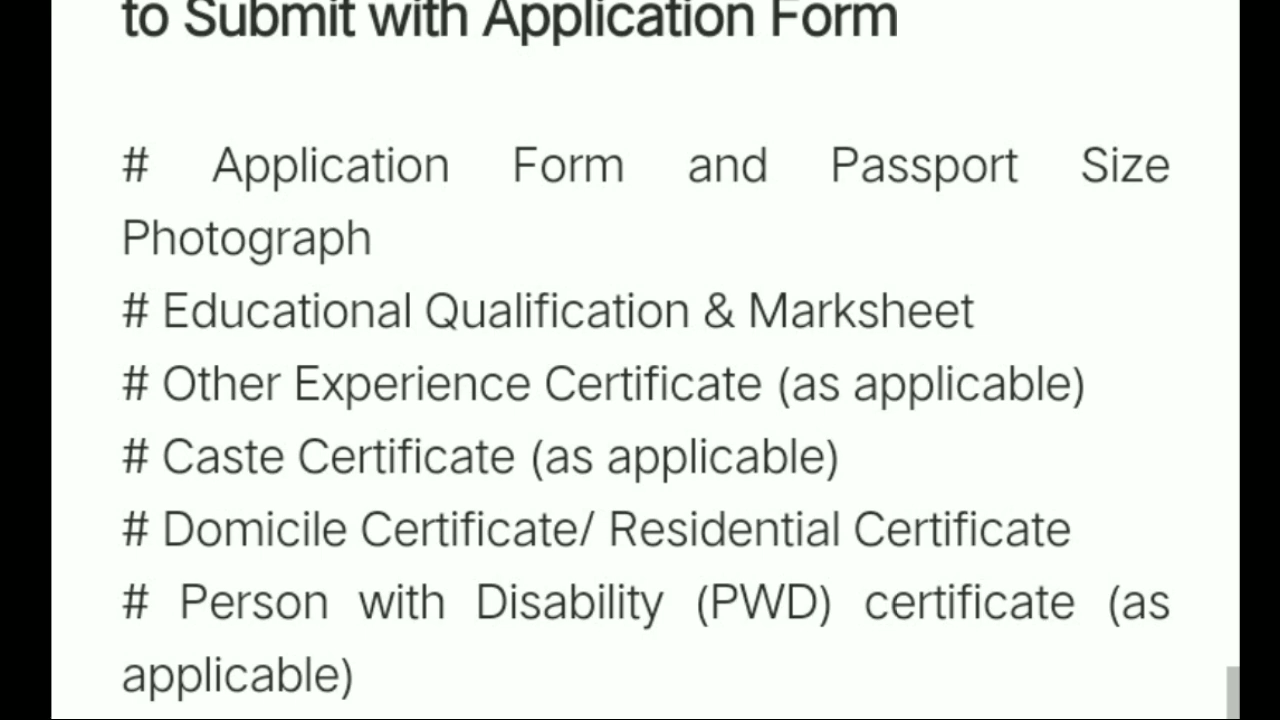 to Submit with Application Form
# Application Form and Passport Size
Photograph
# Educational Qualification & Marksheet
# Other Experience Certificate (as applicable)
# Caste Certificate (as applicable)
# Domicile Certificate/ Residential Certificate
# Person with Disability (PWD) certificate (as
applicable)